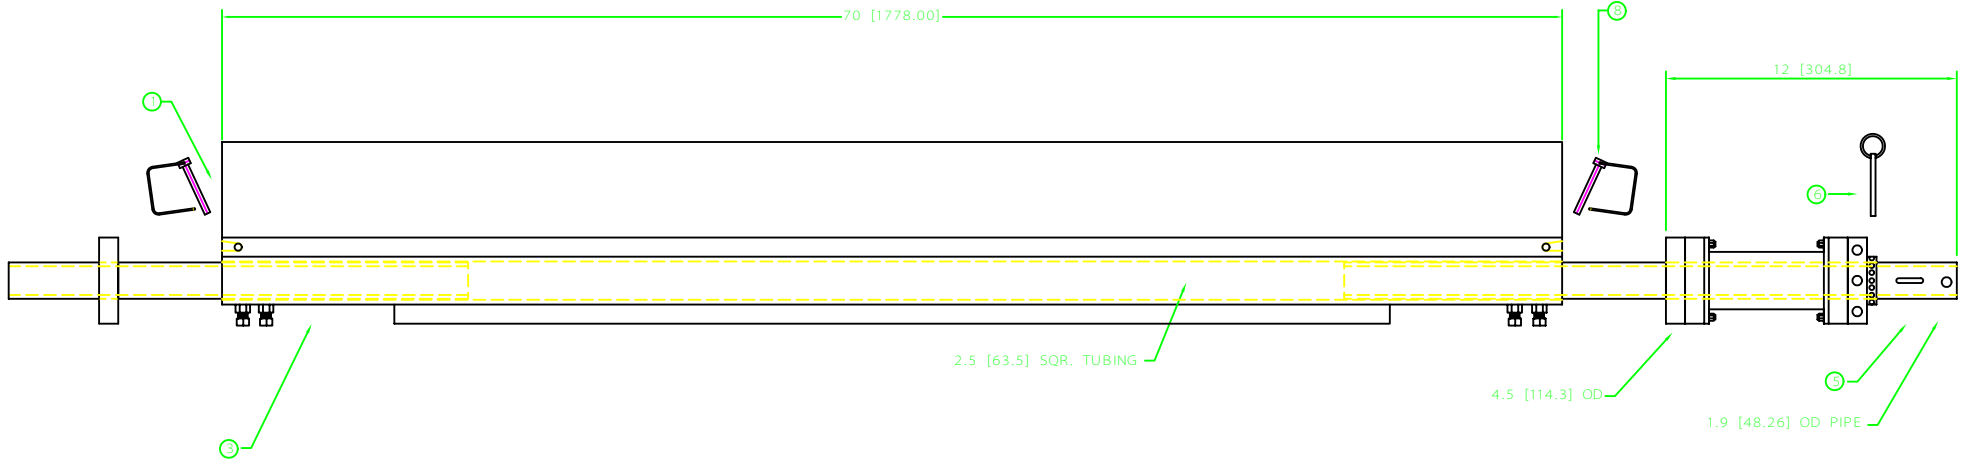 70 [1778.00]
8
12 [304.8]
1
6
2.5 [63.5] SQR. TUBING
5
4.5 [114.3] OD
1.9 [48.26] OD PIPE
3